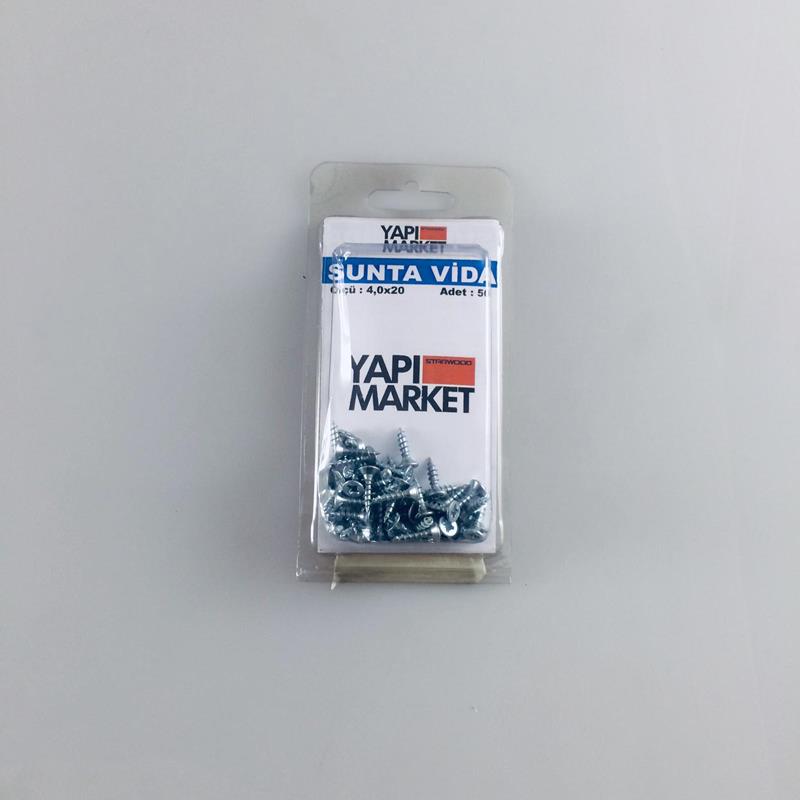 YAPI
MARKET
SUNTA VİDA
Ölçü : 4,0x20 Adet : 50
YAPI STARWOOD
MARKET